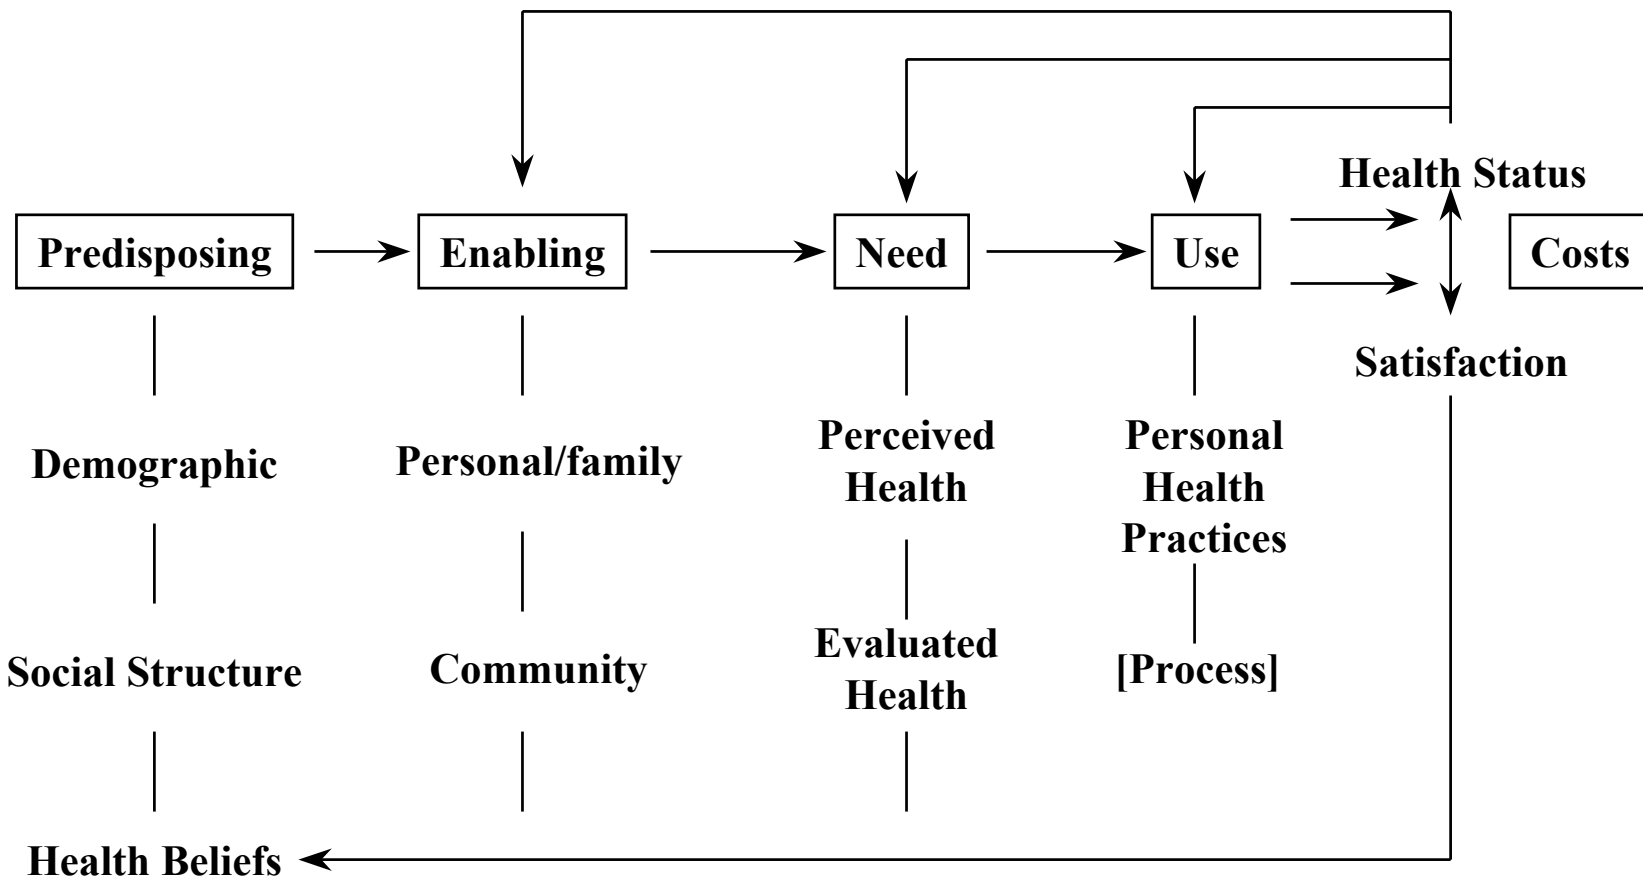 Health Status
Predisposing
Enabling
Need
Use
Costs
Satisfaction
Demographic
Personal/family
Perceived
Health
Personal
Health
Practices
Social Structure
Community
Evaluated
Health
[Process]
Health Beliefs